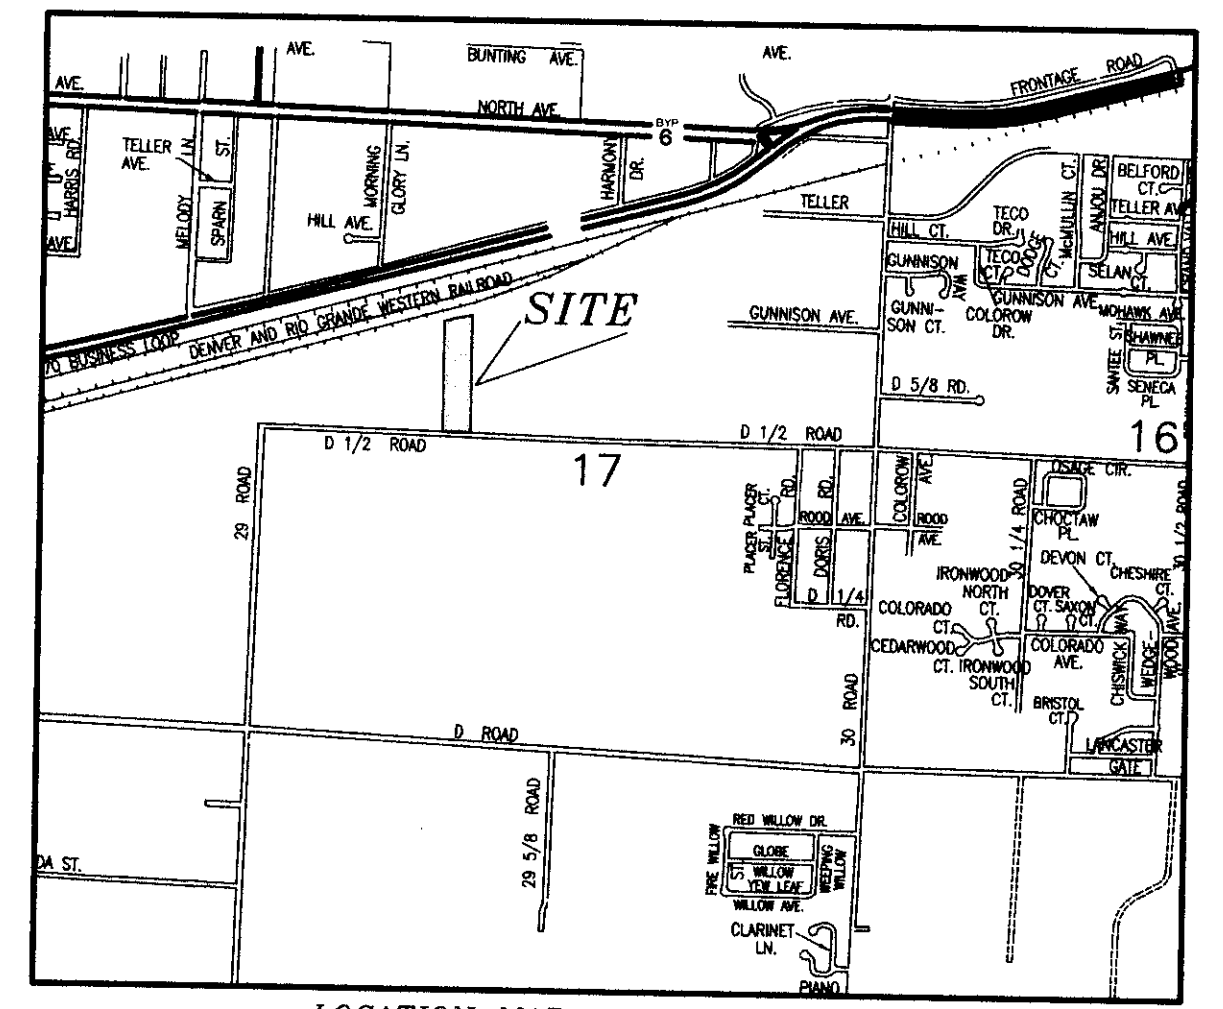 AVE.
BUNTING AVE.
AVE.
FRONTAGE ROAD
AVE.
NORTH AVE.
BYP
6
AVE.
HARRIS RD.
AVE.
TELLER
AVE.
MELODY LN
SPARN ST.
MORNING
GLORY LN.
HILL AVE.
HARMONY
DR.
TELLER
HILL CT.
TECO
DR.
DODGE
CT.
McMULLIN CT.
ANJOU DR.
BELFORD
CT.
TELLER AV
HILL AVE.
GUNNISON
WAY
TECO
CT.
SELAN
CT.
GUNNISON AVE.
GUNNI-
SON CT.
COLOROW
DR.
MOHAWK AVE.
SANTEE ST.
SHAWNEE
PL.
SENECA
PL.
70 BUSINESS LOOP
DENVER AND RIO GRANDE WESTERN RAILROAD
SITE
GUNNISON AVE.
D 5/8 RD.
D 1/2 ROAD
D 1/2 ROAD
17
16
29 ROAD
PLACER PLACER
ST. CT.
FLORENCE RD.
DORIS RD.
ROOD AVE.
ROOD
AVE.
COLOROW
AVE.
30 1/4 ROAD
OSAGE CIR.
CHOCTAW
PL.
30 1/2 ROAD
DEVON CT.
CHESHIRE
CT.
D 1/4
RD.
IRONWOOD
NORTH
CT.
COLORADO
CT.
CEDARWOOD
CT.
IRONWOOD
SOUTH
CT.
DOVER
CT.
SAXON
CT.
COLORADO
AVE.
CHISWICK WAY
WEDGE-
WOOD AVE.
BRISTOL
CT.
LANCASTER
GATE
30 ROAD
D ROAD
29 5/8 ROAD
DA ST.
RED WILLOW DR.
FIRE WILLOW
ST.
GLOBE
WILLOW
YEW LEAF
WILLOW AVE.
WEEPING
WILLOW
CLARINET
LN.
PIANO